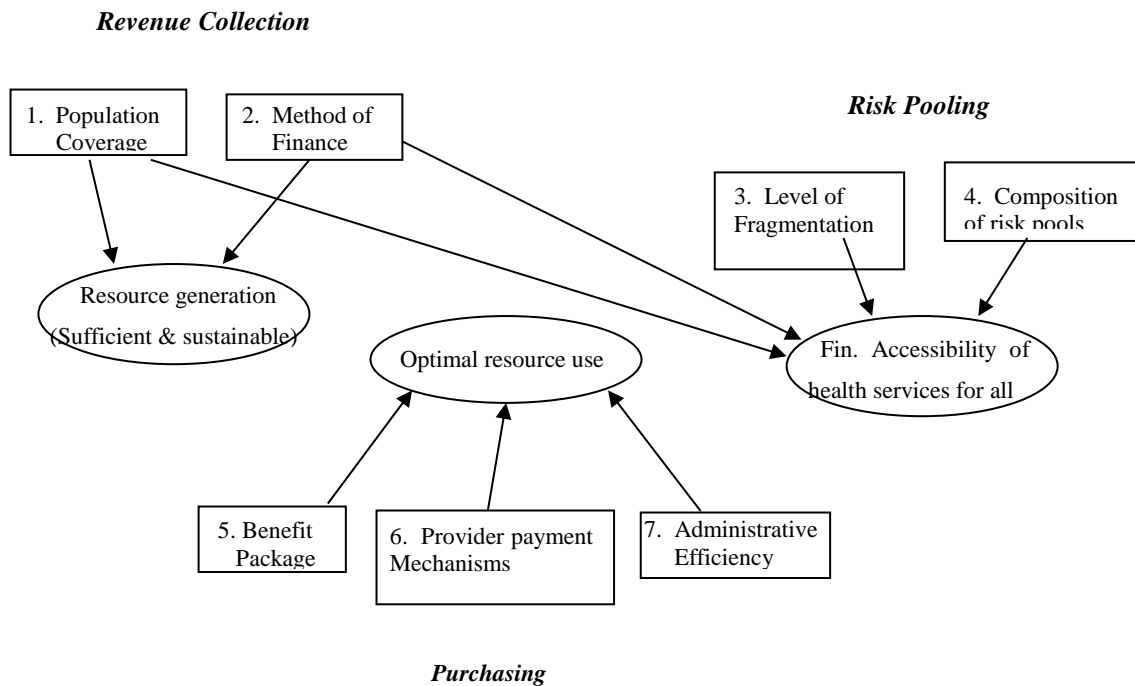 Revenue Collection
1. Population
Coverage
2. Method of
Finance
Risk Pooling
3. Level of
Fragmentation
4. Composition
of risk pools
Resource generation
(Sufficient & sustainable)
Optimal resource use
Fin. Accessibility of
health services for all
5. Benefit
Package
6. Provider payment
Mechanisms
7. Administrative
Efficiency
Purchasing